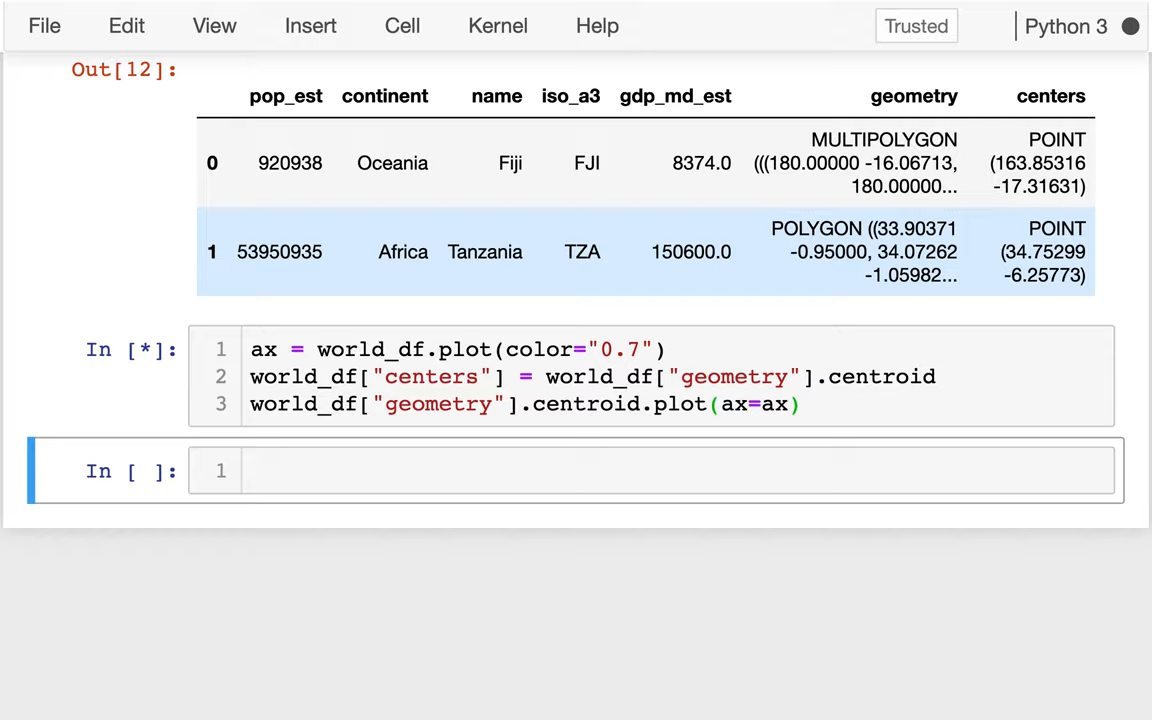 File Edit View Insert Cell Kernel Help Trusted Python 3
Out[12]:
pop_est continent name iso_a3 gdp_md_est geometry centers
MULTIPOLYGON POINT
0 920938 Oceania Fiji FJI 8374.0 (((180.00000 -16.06713, (163.85316
180.00000... -17.31631)
POLYGON ((33.90371 POINT
1 53950935 Africa Tanzania TZA 150600.0 -0.95000, 34.07262 (34.75299
-1.05982... -6.25773)
In [*]: 1 ax = world_df.plot(color="0.7")
2 world_df["centers"] = world_df["geometry"].centroid
3 world_df["geometry"].centroid.plot(ax=ax)
In [ ]: 1